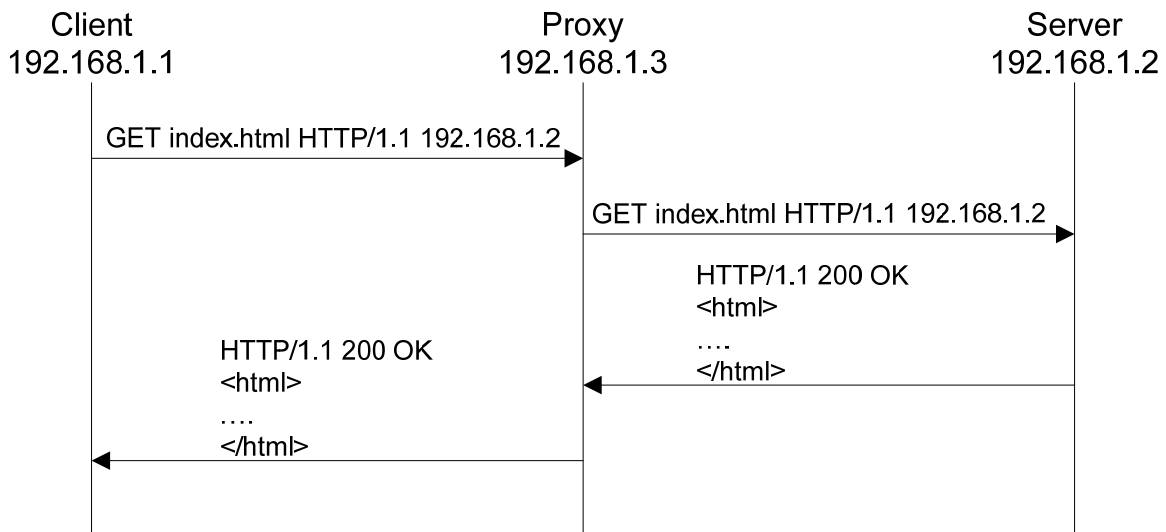 Client
192.168.1.1
Proxy
192.168.1.3
Server
192.168.1.2
GET index.html HTTP/1.1 192.168.1.2
GET index.html HTTP/1.1 192.168.1.2
HTTP/1.1 200 OK
<html>
....
</html>
HTTP/1.1 200 OK
<html>
....
</html>